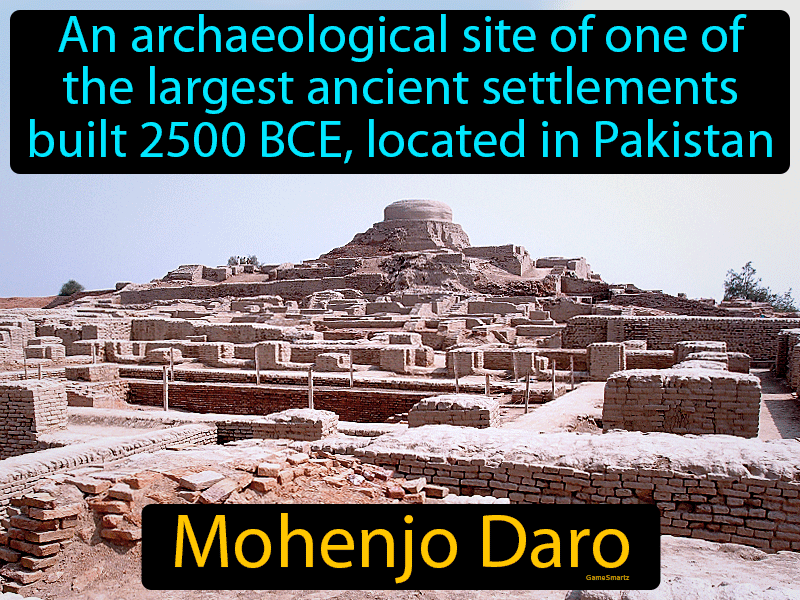 An archaeological site of one of
the largest ancient settlements
built 2500 BCE, located in Pakistan
Mohenjo Daro
GameSmartz